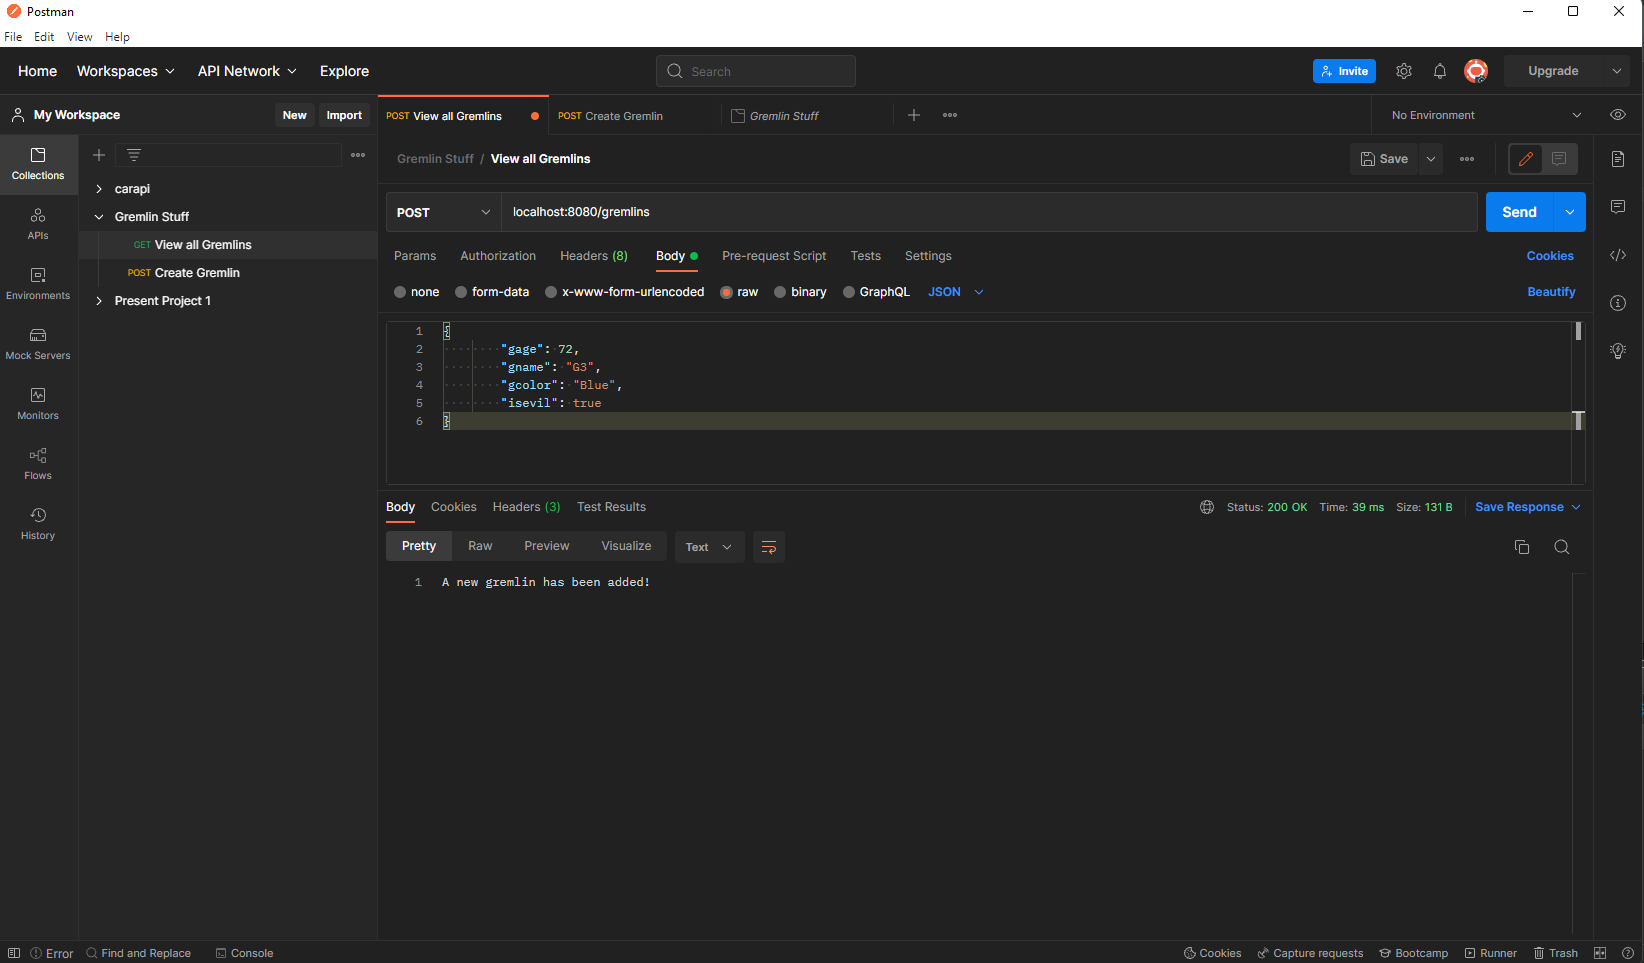 Postman
File Edit View Help
Home Workspaces API Network Explore Search Invite Upgrade
My Workspace New Import
POST View all Gremlins POST Create Gremlin Gremlin Stuff No Environment
Collections
APIs
Environments
Mock Servers
Monitors
Flows
History
carapi
Gremlin Stuff
GET View all Gremlins
POST Create Gremlin
Present Project 1
Gremlin Stuff / View all Gremlins Save
POST localhost:8080/gremlins Send
Params Authorization Headers (8) Body Pre-request Script Tests Settings Cookies
none form-data x-www-form-urlencoded raw binary GraphQL JSON Beautify
1 {
2 "gage": 72,
3 "gname": "G3",
4 "gcolor": "Blue",
5 "isevil": true
6 }
Body Cookies Headers (3) Test Results Status: 200 OK Time: 39 ms Size: 131 B Save Response
Pretty Raw Preview Visualize Text
1 A new gremlin has been added!
Error Find and Replace Console Cookies Capture requests Bootcamp Runner Trash